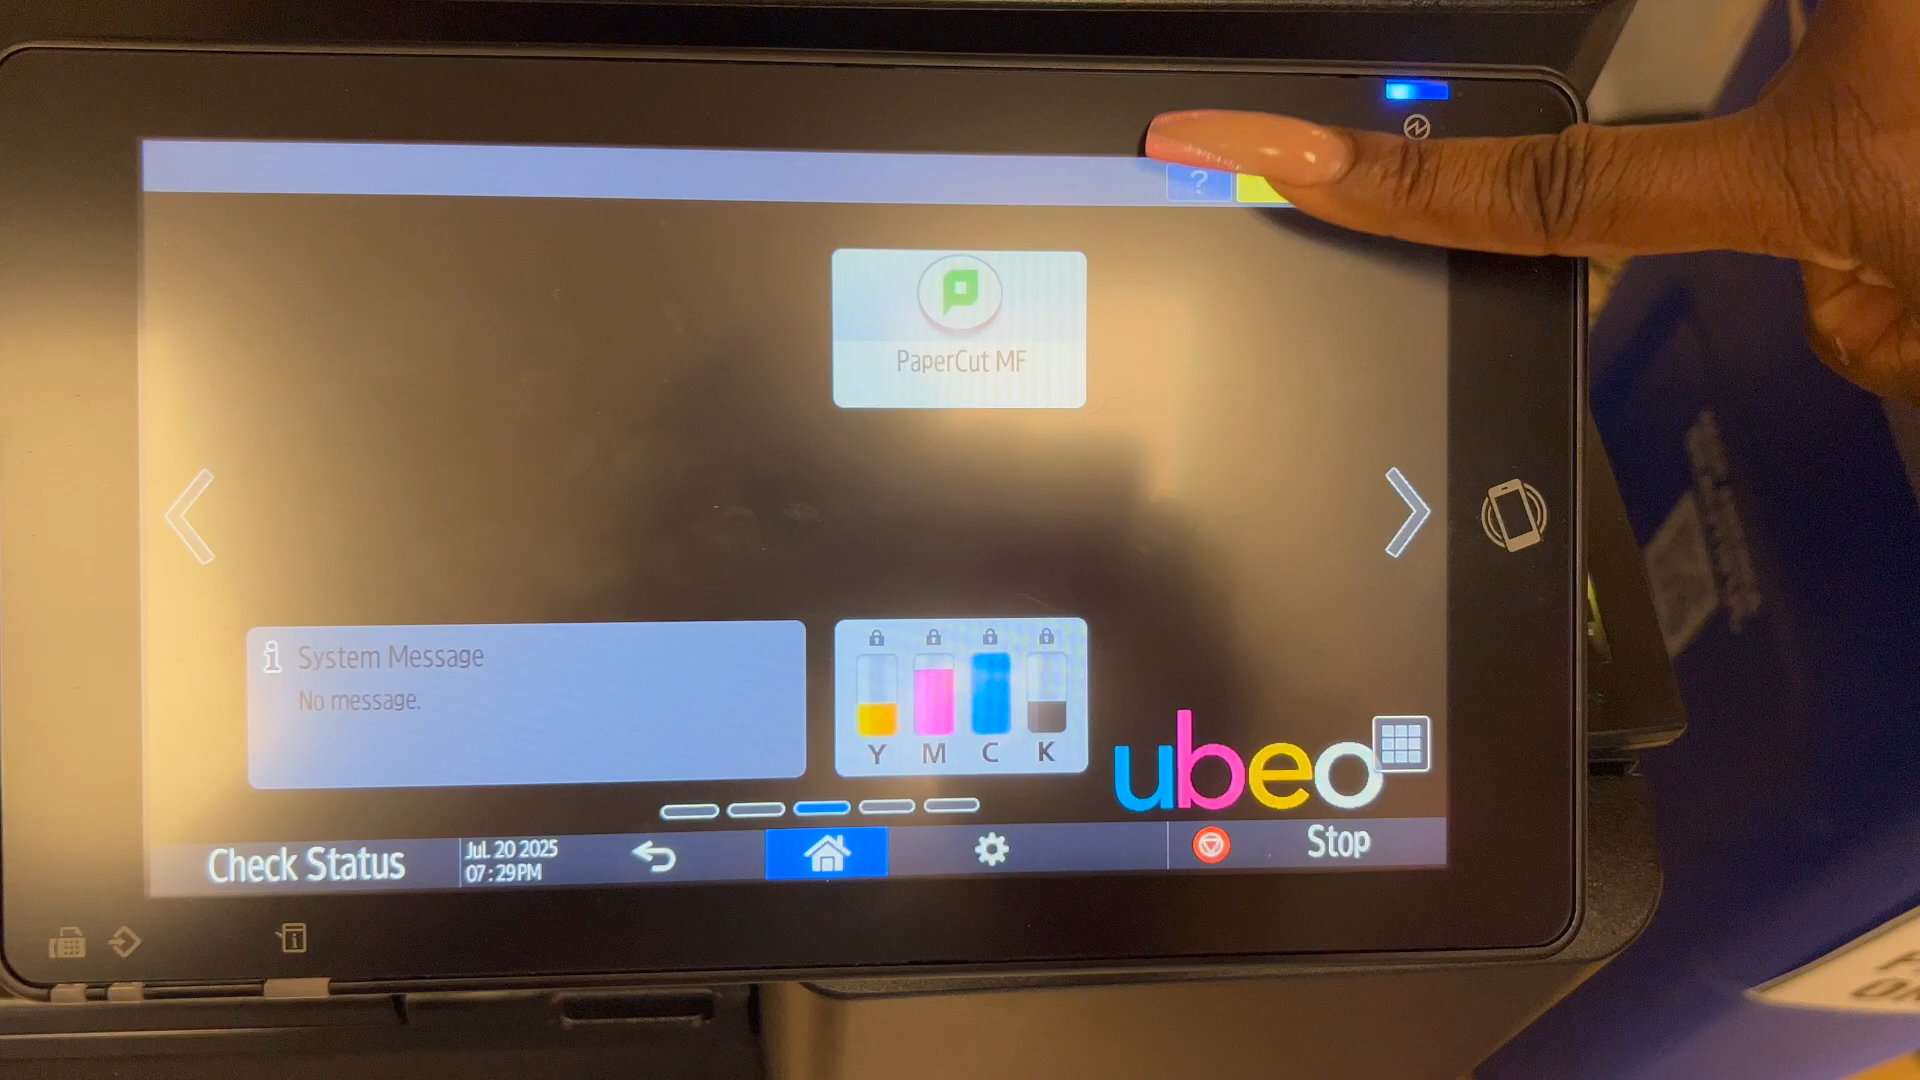 ?
PaperCut MF
System Message
No message.
Y M C K
ubeo
Check Status
Jul. 20 2025
07:29PM
Stop